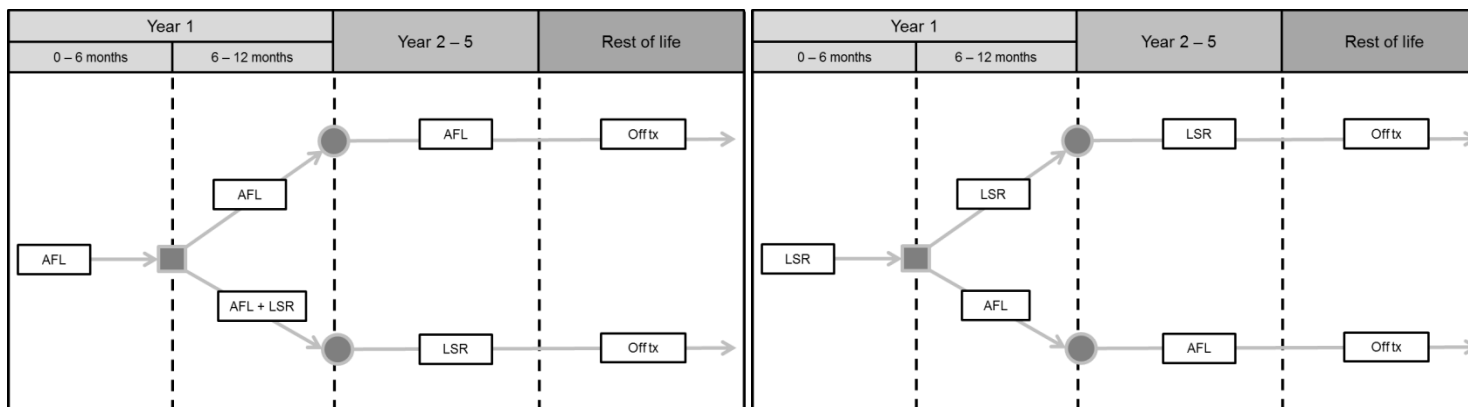 Year 1
Year 2 – 5
Rest of life
0 – 6 months
6 – 12 months
AFL
Off tx
AFL
AFL
AFL + LSR
LSR
Off tx
Year 1
Year 2 – 5
Rest of life
0 – 6 months
6 – 12 months
LSR
Off tx
LSR
LSR
AFL
AFL
Off tx